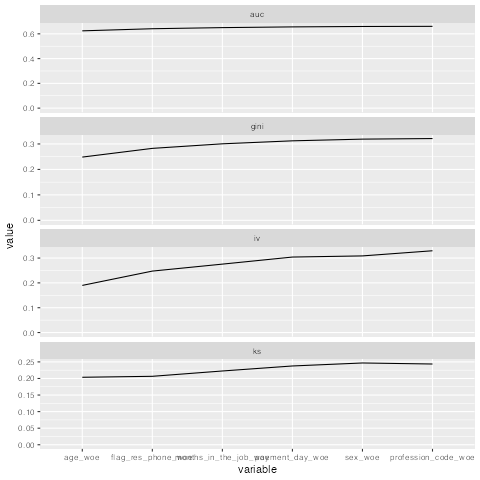 auc
0.6
0.4
0.2
0.0
gini
0.3
0.2
0.1
0.0
iv
0.3
0.2
0.1
0.0
ks
0.25
0.20
0.15
0.10
0.05
0.00
value
age_woe flag_res_phone_woe months_in_the_job_woe payment_day_woe sex_woe profession_code_woe
variable